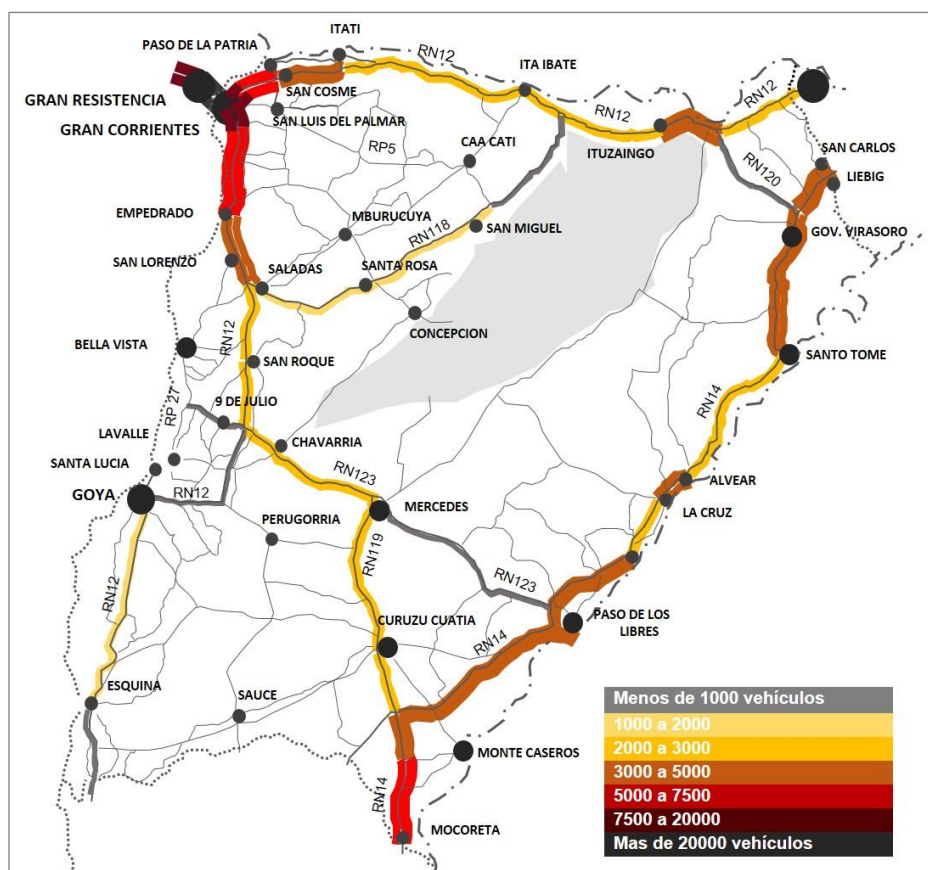 ITATI
PASO DE LA PATRIA
RN12
ITA IBATE
SAN COSME
RN12
GRAN RESISTENCIA
GRAN CORRIENTES
SAN LUIS DEL PALMAR
RN12
ITUZAINGO
CAA CATI
RP5
SAN CARLOS
LIEBIG
RN120
EMPEDRADO
MBURUCUYA
RN118
SAN MIGUEL
GOV. VIRASORO
SAN LORENZO
SALADAS
SANTA ROSA
CONCEPCION
BELLA VISTA
RN12
SAN ROQUE
SANTO TOME
RP 27
9 DE JULIO
RN14
LAVALLE
CHAVARRIA
SANTA LUCIA
RN123
ALVEAR
GOYA
RN12
MERCEDES
LA CRUZ
PERUGORRIA
RN119
RN123
RN12
PASO DE LOS
LIBRES
CURUZU CUATIA
RN14
ESQUINA
SAUCE
MONTE CASEROS
RN14
MOCORETA
Menos de 1000 vehículos
1000 a 2000
2000 a 3000
3000 a 5000
5000 a 7500
7500 a 20000
Mas de 20000 vehículos